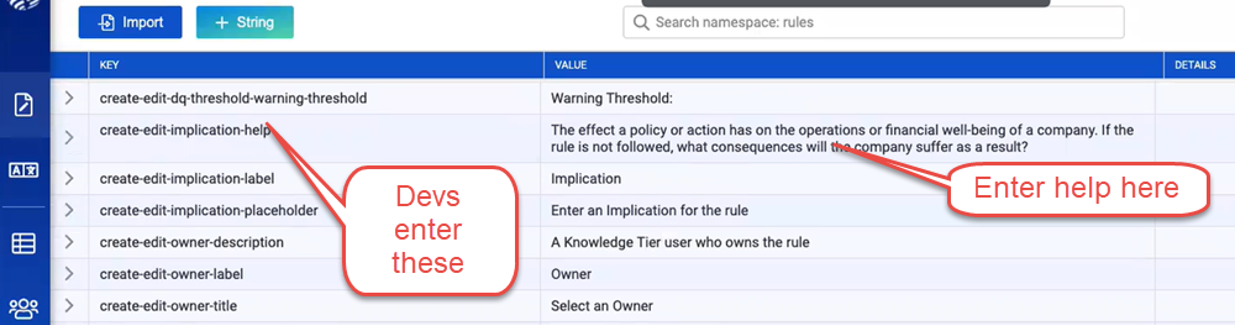 Import
+ String
Search namespace: rules
KEY
VALUE
DETAILS
create-edit-dq-threshold-warning-threshold
Warning Threshold:
create-edit-implication-help
The effect a policy or action has on the operations or financial well-being of a company. If the
rule is not followed, what consequences will the company suffer as a result?
create-edit-implication-label
Implication
create-edit-implication-placeholder
Enter an Implication for the rule
create-edit-owner-description
A Knowledge Tier user who owns the rule
create-edit-owner-label
Owner
create-edit-owner-title
Select an Owner
Devs
enter
these
Enter help here
A